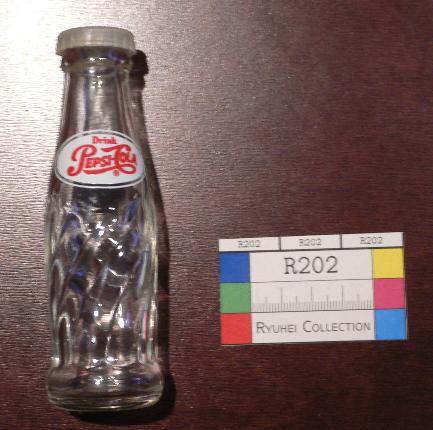 Drink
PEPSI-COLA
®
R202 R202 R202
R202
RYUHEI COLLECTION